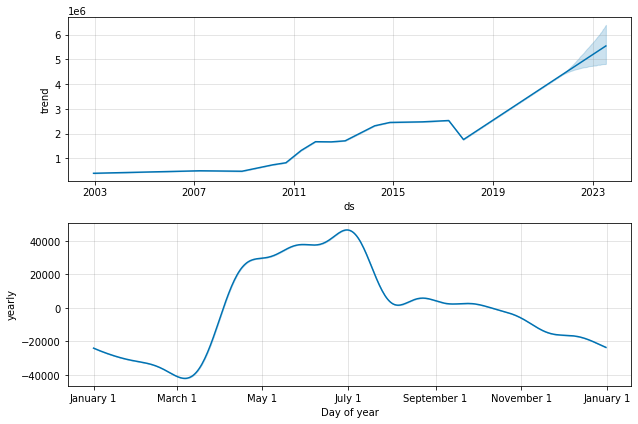 1e6
6
5
4
3
2
1
trend
2003 2007 2011 2015 2019 2023
ds
40000
20000
0
−20000
−40000
yearly
January 1 March 1 May 1 July 1 September 1 November 1 January 1
Day of year